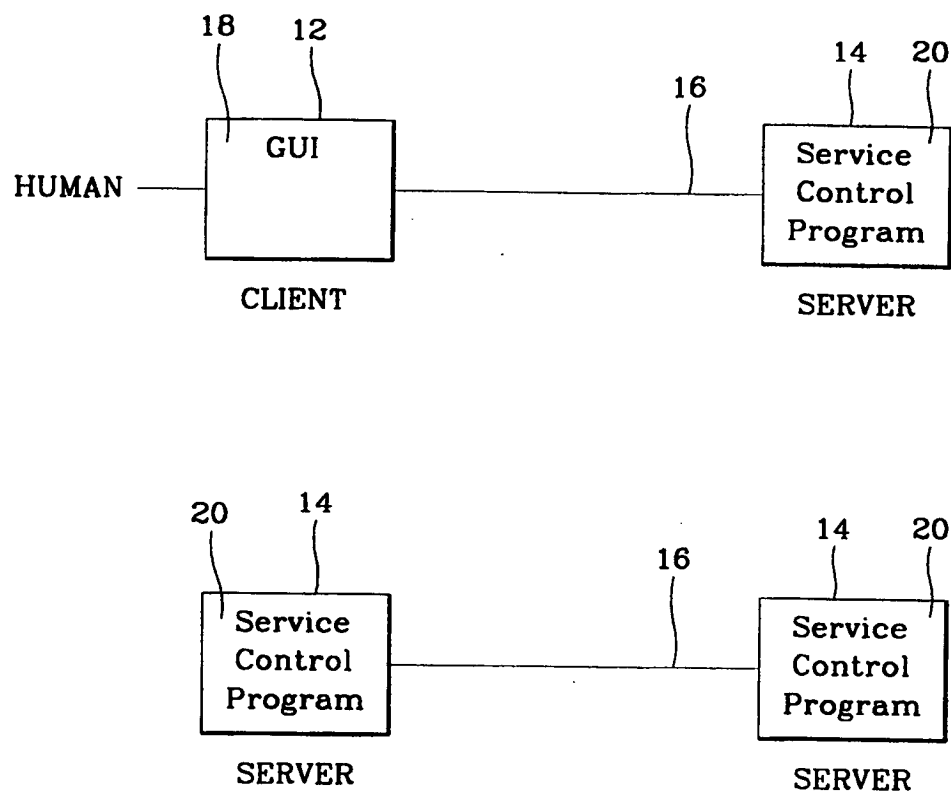 18 12 14 20
16
GUI
Service
Control
Program
HUMAN
CLIENT
SERVER
20 14 14 20
16
Service
Control
Program
Service
Control
Program
SERVER
SERVER